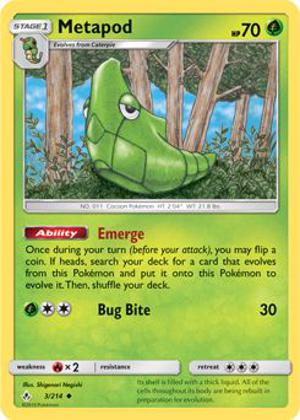 STAGE 1
Metapod
HP70
Evolves from Caterpie
NO. 011 Cocoon Pokémon HT: 2'04" WT: 21.8 lbs.
Ability Emerge
Once during your turn (before your attack), you may flip a
coin. If heads, search your deck for a card that evolves
from this Pokémon and put it onto this Pokémon to
evolve it. Then, shuffle your deck.
Bug Bite 30
weakness ×2 resistance retreat
Illus. Shigenori Negishi
3/214
©2019 Pokémon
Its shell is filled with a thick liquid. All of the
cells throughout its body are being rebuilt in
preparation for evolution.